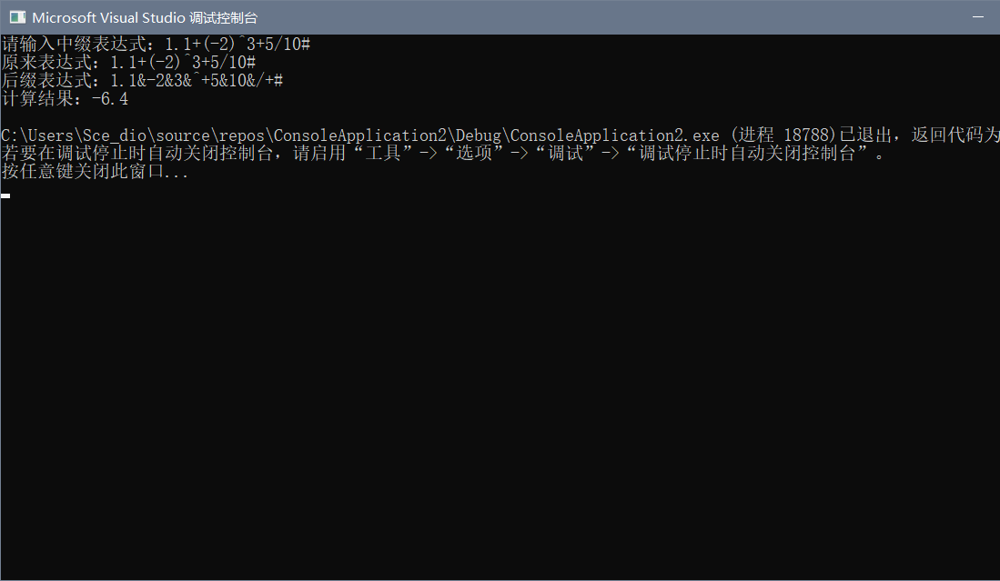 Microsoft Visual Studio 调试控制台
请输入中缀表达式：1.1+(-2)^3+5/10#
原来表达式：1.1+(-2)^3+5/10#
后缀表达式：1.1&-2&3&^+5&10&/+#
计算结果：-6.4
C:\Users\Sce_dio\source\repos\ConsoleApplication2\Debug\ConsoleApplication2.exe (进程 18788)已退出，返回代码为
若要在调试停止时自动关闭控制台，请启用“工具”->“选项”->“调试”->“调试停止时自动关闭控制台”。
按任意键关闭此窗口...